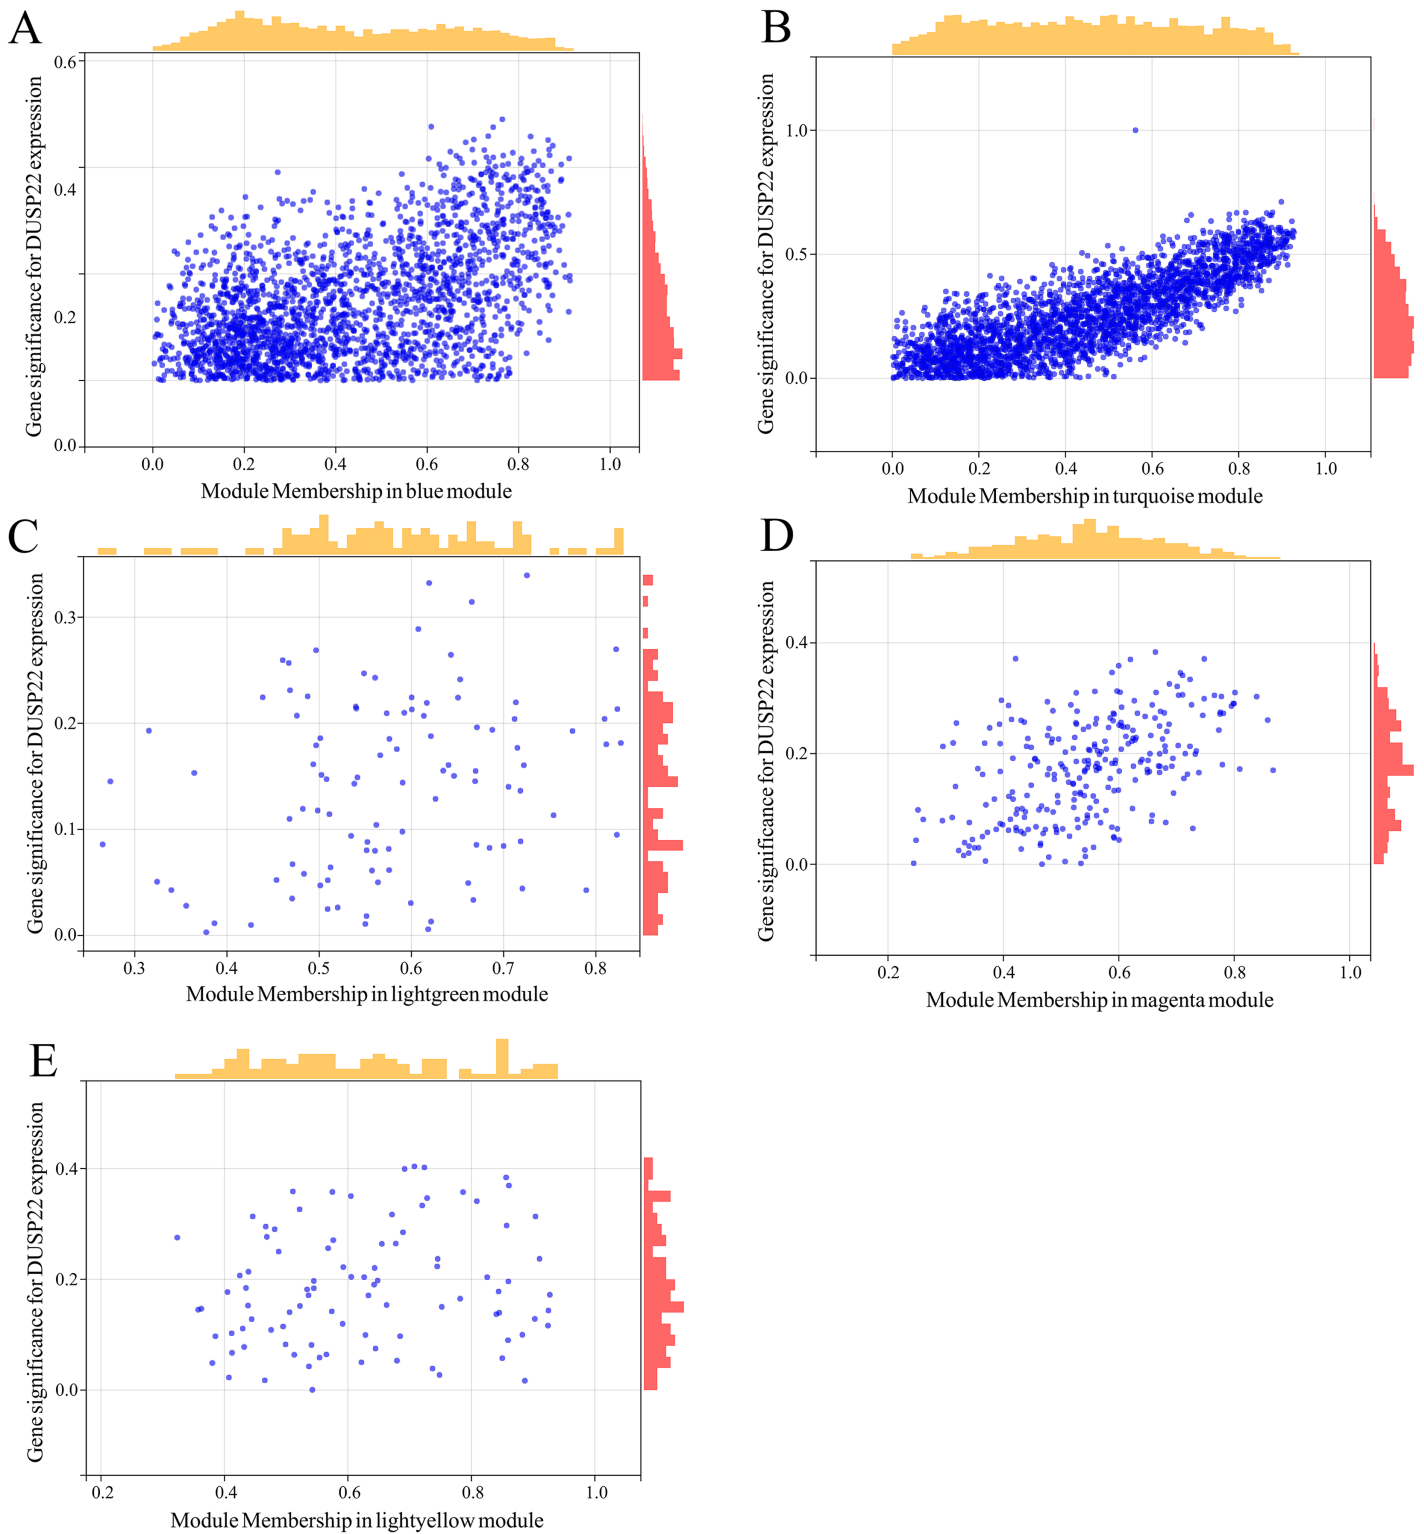 A
Gene significance for DUSP22 expression
0.6
0.4
0.2
0.0
0.0 0.2 0.4 0.6 0.8 1.0
Module Membership in blue module
B
Gene significance for DUSP22 expression
1.0
0.5
0.0
0.0 0.2 0.4 0.6 0.8 1.0
Module Membership in turquoise module
C
Gene significance for DUSP22 expression
0.3
0.2
0.1
0.0
0.3 0.4 0.5 0.6 0.7 0.8
Module Membership in lightgreen module
D
Gene significance for DUSP22 expression
0.4
0.2
0.0
0.2 0.4 0.6 0.8 1.0
Module Membership in magenta module
E
Gene significance for DUSP22 expression
0.4
0.2
0.0
0.2 0.4 0.6 0.8 1.0
Module Membership in lightyellow module